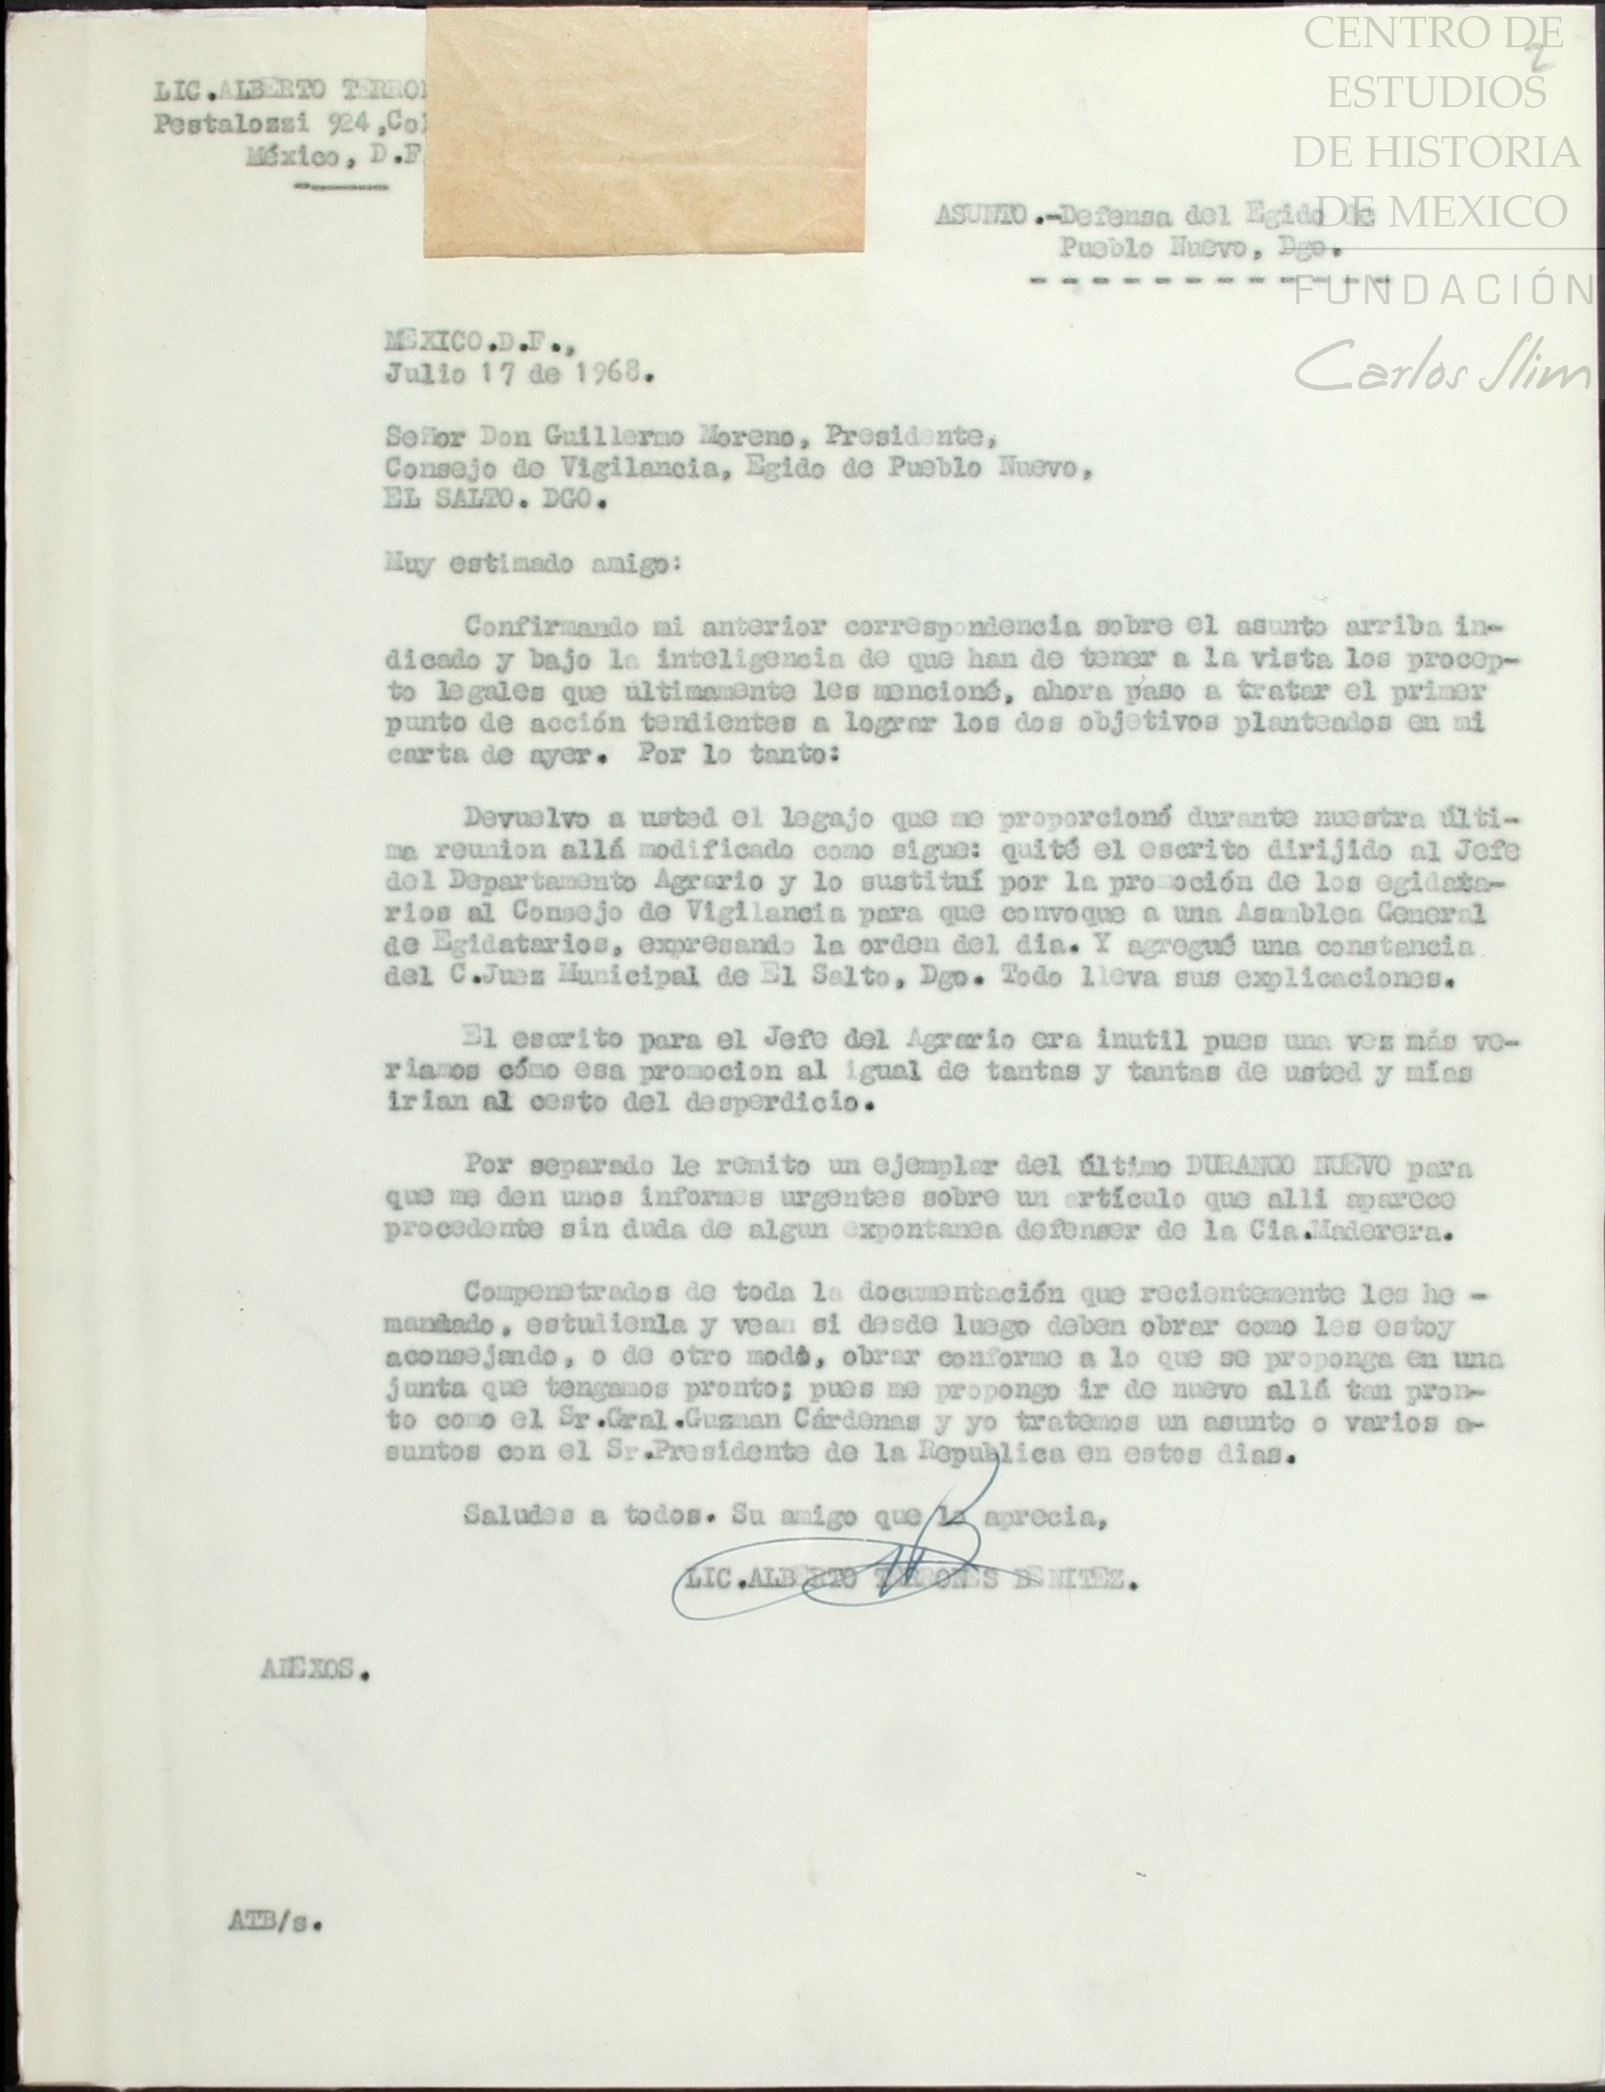 CENTRO DE
ESTUDIOS
DE HISTORIA
DE MEXICO
FUNDACIÓN
Carlos Slim
2
LIC.ALBERTO TERRO
Pestalozzi 924,Co
México, D.F
ASUNTO.-Defensa del Egido de
Pueblo Nuevo, Dgo.
MEXICO.D.F.,
Julio 17 de 1968.
Señor Don Guillermo Moreno, Presidente,
Consejo de Vigilancia, Egido de Pueblo Nuevo,
EL SALTO. DGO.
Muy estimado amigo:
Confirmando mi anterior correspondencia sobre el asunto arriba in-
dicado y bajo la inteligencia de que han de tener a la vista los precep-
to legales que ultimamente les mencioné, ahora paso a tratar el primer
punto de acción tendientes a lograr los dos objetivos planteados en mi
carta de ayer. Por lo tanto:
Devuelvo a usted el legajo que me proporcionó durante nuestra últi-
ma reunion allá modificado como sigue: quité el escrito dirijido al Jefe
del Departamento Agrario y lo sustituí por la promoción de los egidata-
rios al Consejo de Vigilancia para que convoque a una Asamblea General
de Egidatarios, expresando la orden del dia. Y agregué una constancia
del C.Juez Municipal de El Salto, Dgo. Todo lleva sus explicaciones.
El escrito para el Jefe del Agrario era inutil pues una vez más ve-
riamos cómo esa promocion al igual de tantas y tantas de usted y mías
irian al cesto del desperdicio.
Por separado le remito un ejemplar del último DURANGO NUEVO para
que me den unos informes urgentes sobre un artículo que alli aparece
procedente sin duda de algun expontanea defensor de la Cia.Maderera.
Compenetrados de toda la documentación que recientemente les he -
mandado, estudienla y vean si desde luego deben obrar como les estoy
aconsejando, o de otro modo, obrar conforme a lo que se proponga en una
junta que tengamos pronto; pues me propongo ir de nuevo allá tan pron-
to como el Sr.Gral.Guzman Cárdenas y yo tratemos un asunto o varios a-
suntos con el Sr.Presidente de la Republica en estos dias.
Saludes a todos. Su amigo que la aprecia,
LIC.ALBERTO TERRONES BENITEZ.
ANEXOS.
ATB/s.